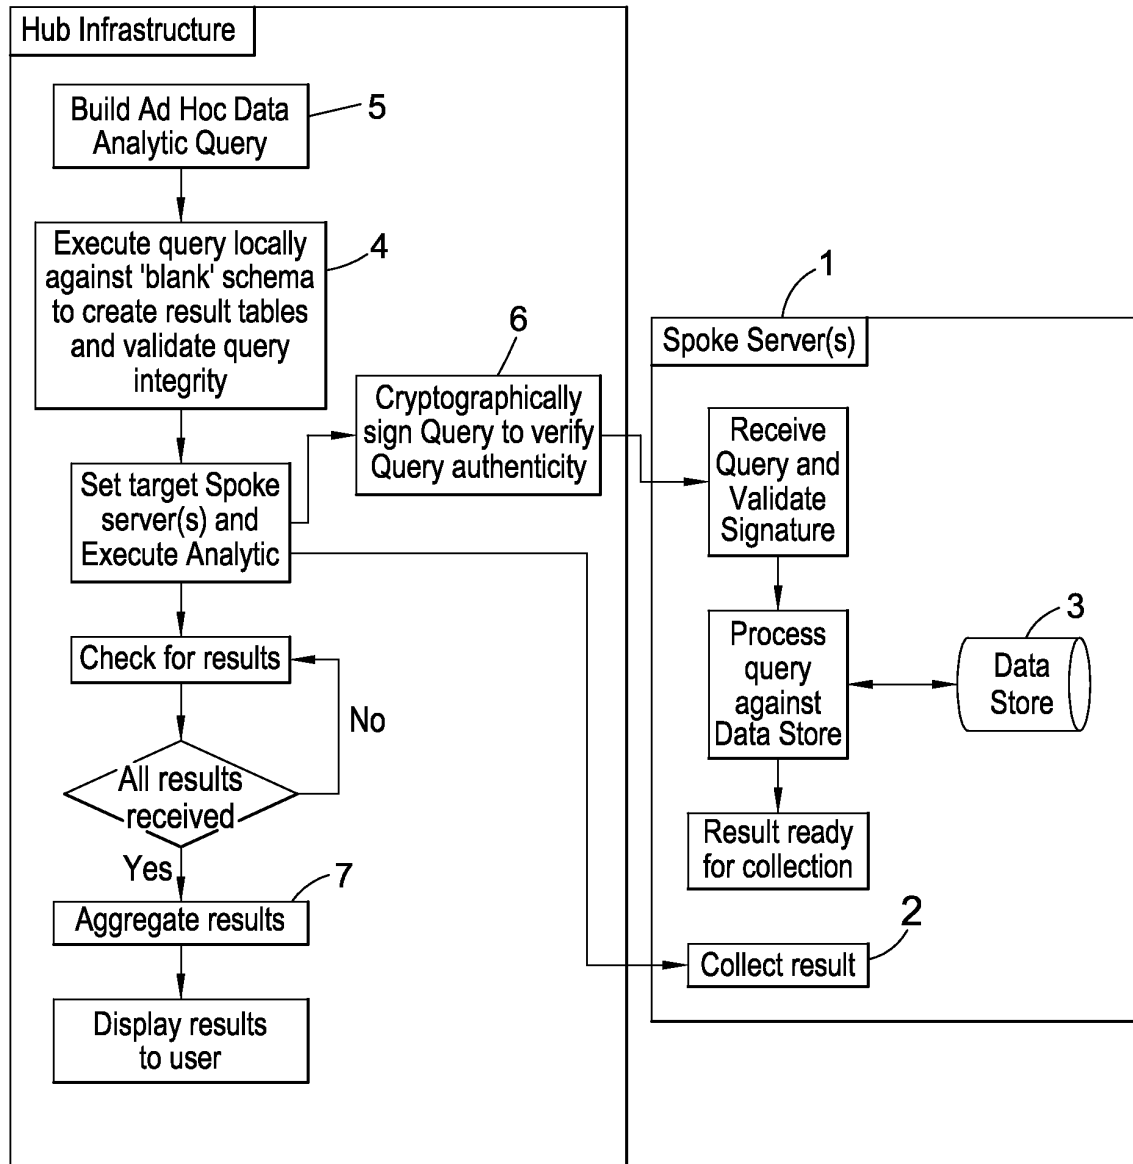 Hub Infrastructure
Build Ad Hoc Data
Analytic Query
5
Execute query locally
against 'blank' schema
to create result tables
and validate query
integrity
4
Cryptographically
sign Query to verify
Query authenticity
6
Set target Spoke
server(s) and
Execute Analytic
Check for results
No
All results
received
Yes
Aggregate results
7
Display results
to user
1
Spoke Server(s)
Receive
Query and
Validate
Signature
Process
query
against
Data Store
3
Data
Store
Result ready
for collection
2
Collect result